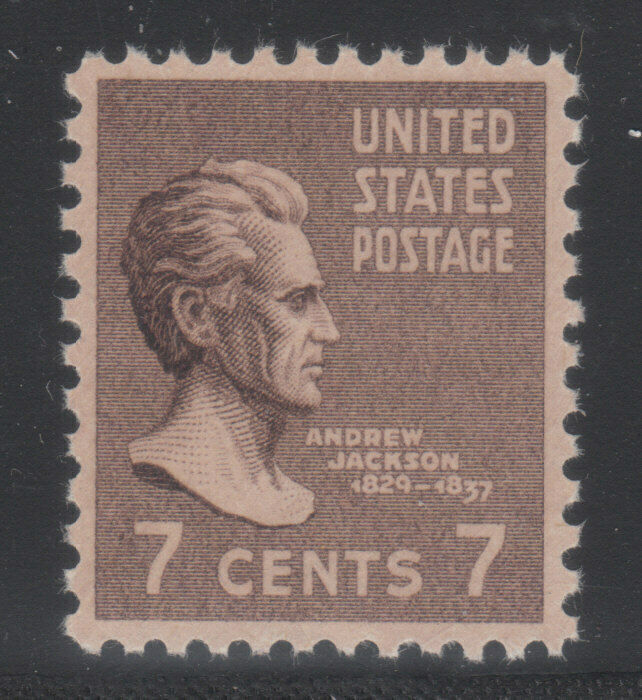 UNITED
STATES
POSTAGE
ANDREW
JACKSON
1829-1837
7 CENTS 7